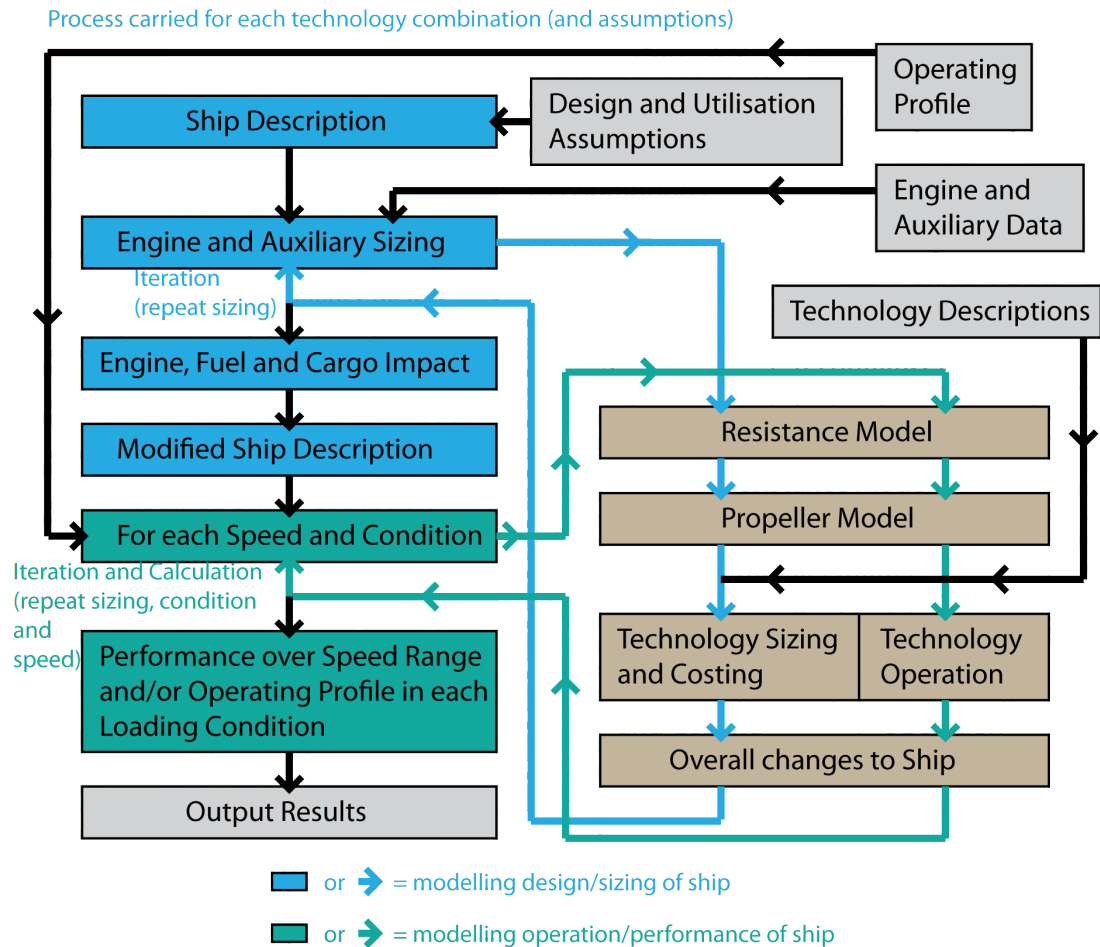 Process carried for each technology combination (and assumptions)
Operating
Profile
Design and Utilisation
Assumptions
Ship Description
Engine and
Auxiliary Data
Engine and Auxiliary Sizing
Iteration
(repeat sizing)
Technology Descriptions
Engine, Fuel and Cargo Impact
Modified Ship Description
For each Speed and Condition
Iteration and Calculation
(repeat sizing, condition
and
speed)
Performance over Speed Range
and/or Operating Profile in each
Loading Condition
Output Results
Resistance Model
Propeller Model
Technology Sizing
and Costing
Technology
Operation
Overall changes to Ship
or = modelling design/sizing of ship
or = modelling operation/performance of ship